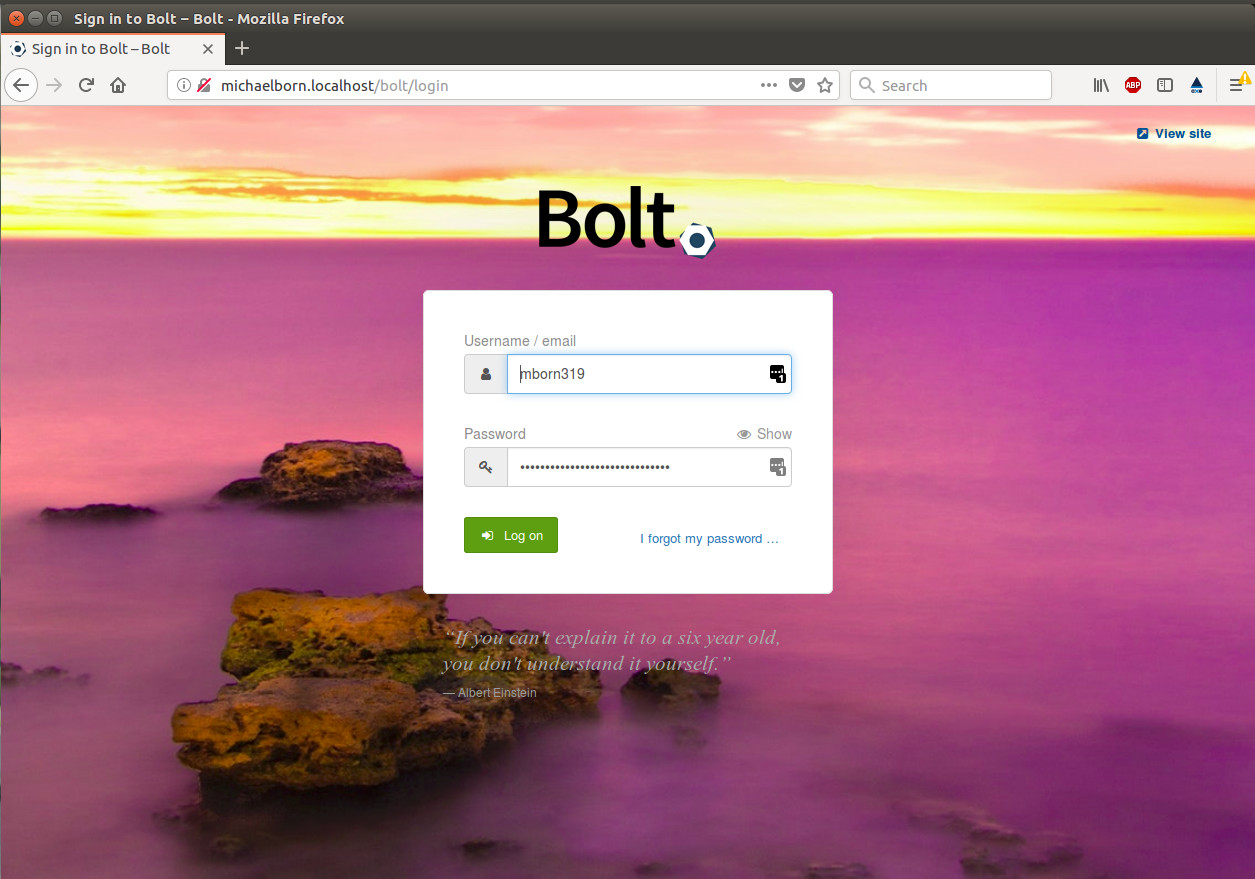 Sign in to Bolt – Bolt - Mozilla Firefox
Sign in to Bolt – Bolt
michaelborn.localhost/bolt/login
Search
ABP
View site
Bolt
Username / email
mborn319
1
Password
Show
••••••••••••••••••••••••••••••
1
Log on
I forgot my password …
“If you can't explain it to a six year old,
you don't understand it yourself.”
— Albert Einstein